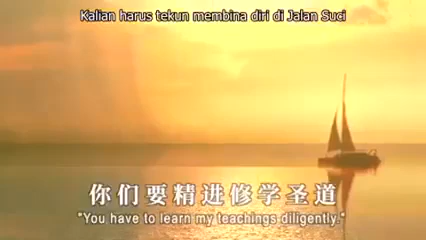 Kalian harus tekun membina diri di Jalan Suci
你们要精进修学圣道
"You have to learn my teachings diligently."